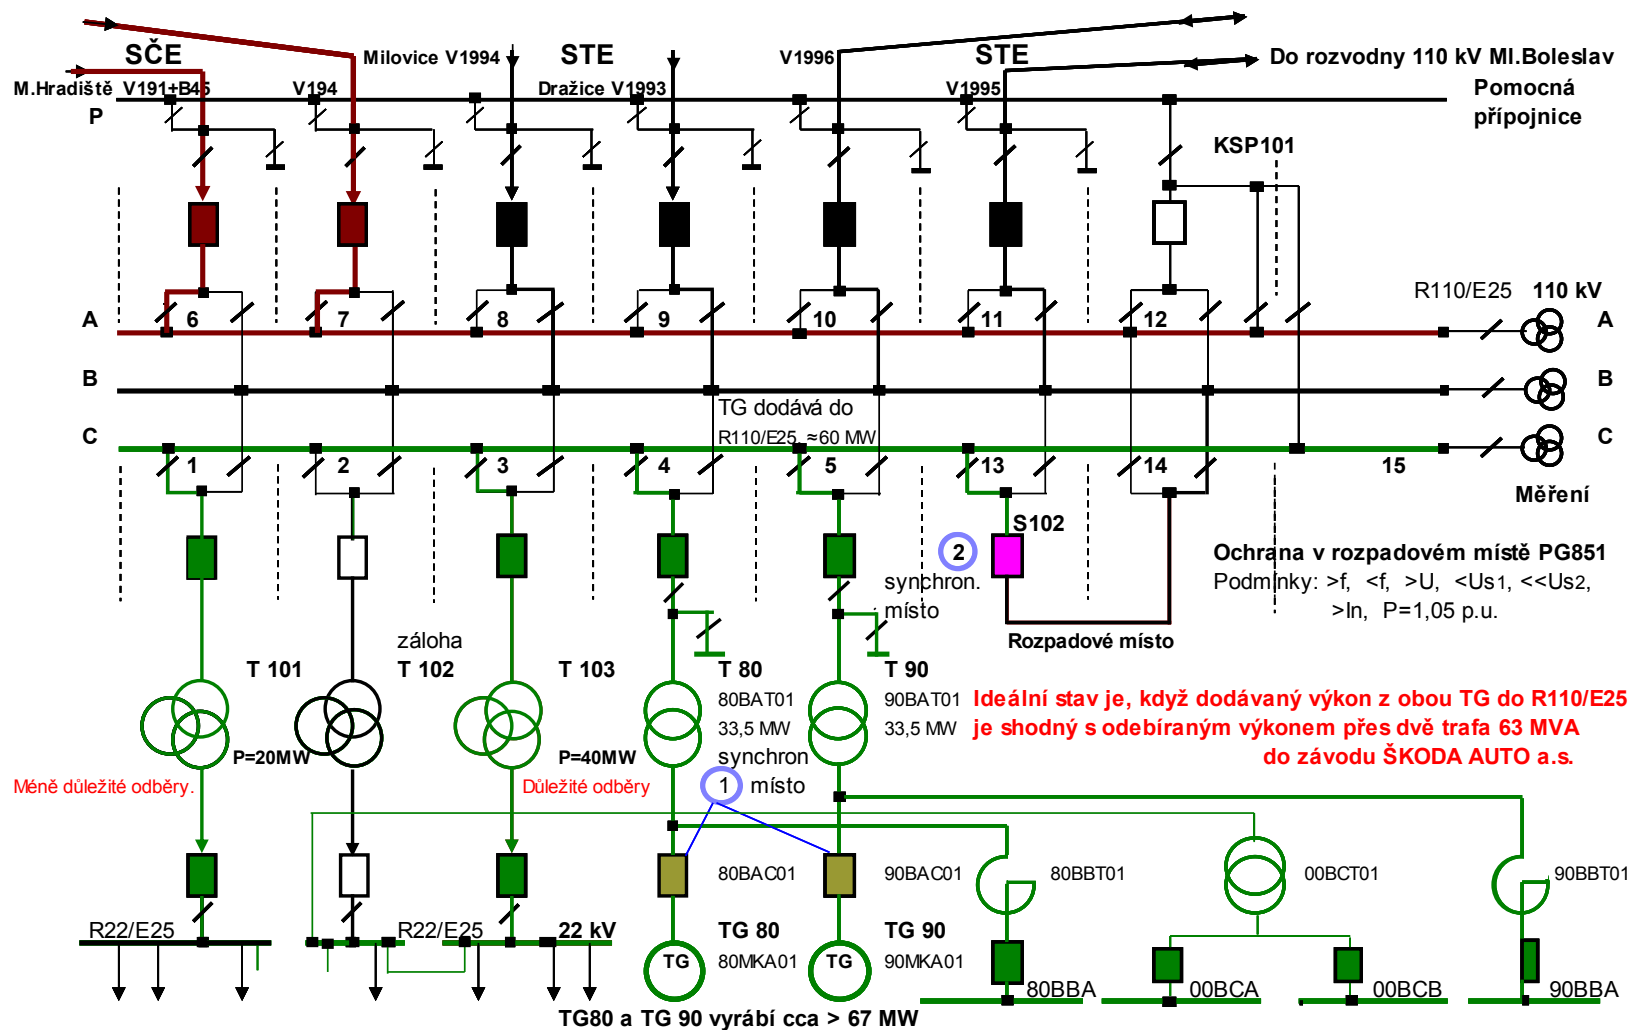 SČE
Milovice V1994
STE
V1996
STE
Do rozvodny 110 kV Ml.Boleslav
M.Hradiště V191+B45
V194
Dražice V1993
V1995
Pomocná
přípojnice
P
KSP101
R110/E25 110 kV
A
6
7
8
9
10
11
12
A
B
B
TG dodává do
R110/E25 ≈60 MW
C
C
1
2
3
4
5
13
14
15
Měření
S102
2
synchron.
místo
Ochrana v rozpadovém místě PG851
Podmínky: >f, <f, >U, <Us1, <<Us2,
>In, P=1,05 p.u.
Rozpadové místo
záloha
T 101
T 102
T 103
T 80
80BAT01
33,5 MW
T 90
90BAT01
33,5 MW
Ideální stav je, když dodávaný výkon z obou TG do R110/E25
je shodný s odebíraným výkonem přes dvě trafa 63 MVA
do závodu ŠKODA AUTO a.s.
P=20MW
P=40MW
synchron
1 místo
Méně důležité odběry.
Důležité odběry
80BAC01
90BAC01
80BBT01
00BCT01
90BBT01
R22/E25
R22/E25
22 kV
TG 80
80MKA01
TG
TG 90
90MKA01
TG
80BBA
00BCA
00BCB
90BBA
TG80 a TG 90 vyrábí cca > 67 MW